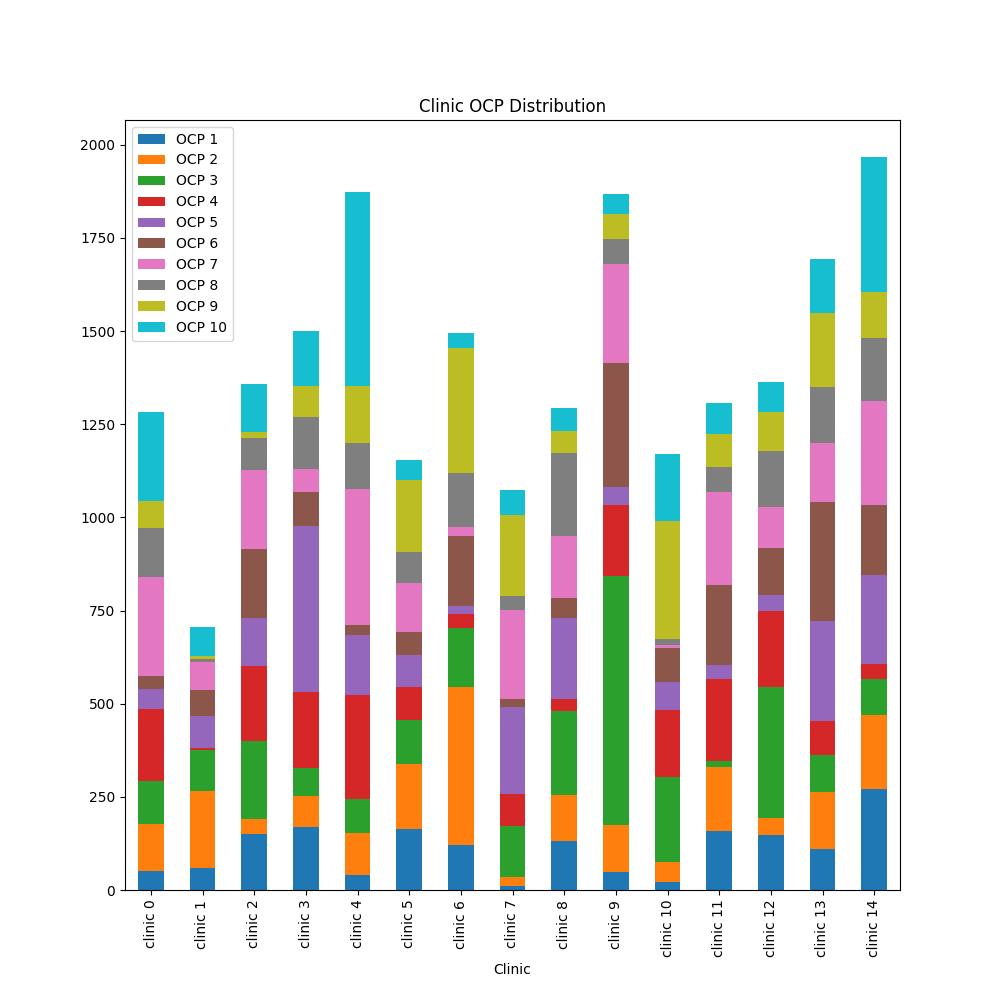 Clinic OCP Distribution
OCP 1
OCP 2
OCP 3
OCP 4
OCP 5
OCP 6
OCP 7
OCP 8
OCP 9
OCP 10
2000
1750
1500
1250
1000
750
500
250
0
clinic 0
clinic 1
clinic 2
clinic 3
clinic 4
clinic 5
clinic 6
clinic 7
clinic 8
clinic 9
clinic 10
clinic 11
clinic 12
clinic 13
clinic 14
Clinic